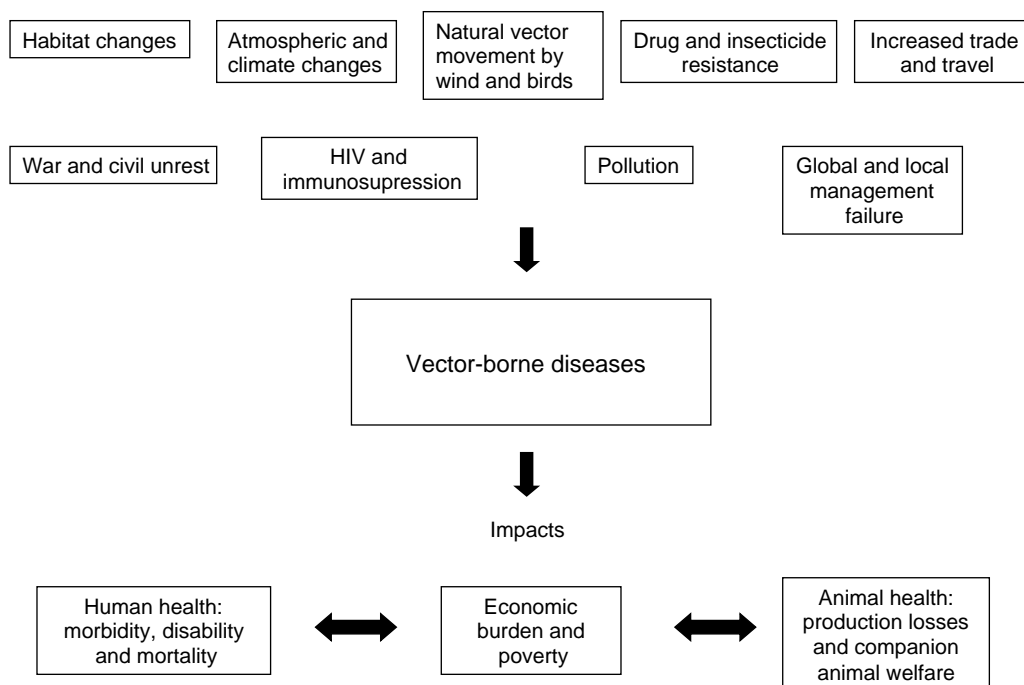 Habitat changes
Atmospheric and
climate changes
Natural vector
movement by
wind and birds
Drug and insecticide
resistance
Increased trade
and travel
War and civil unrest
HIV and
immunosupression
Pollution
Global and local
management
failure
Vector-borne diseases
Impacts
Human health:
morbidity, disability
and mortality
Economic
burden and
poverty
Animal health:
production losses
and companion
animal welfare